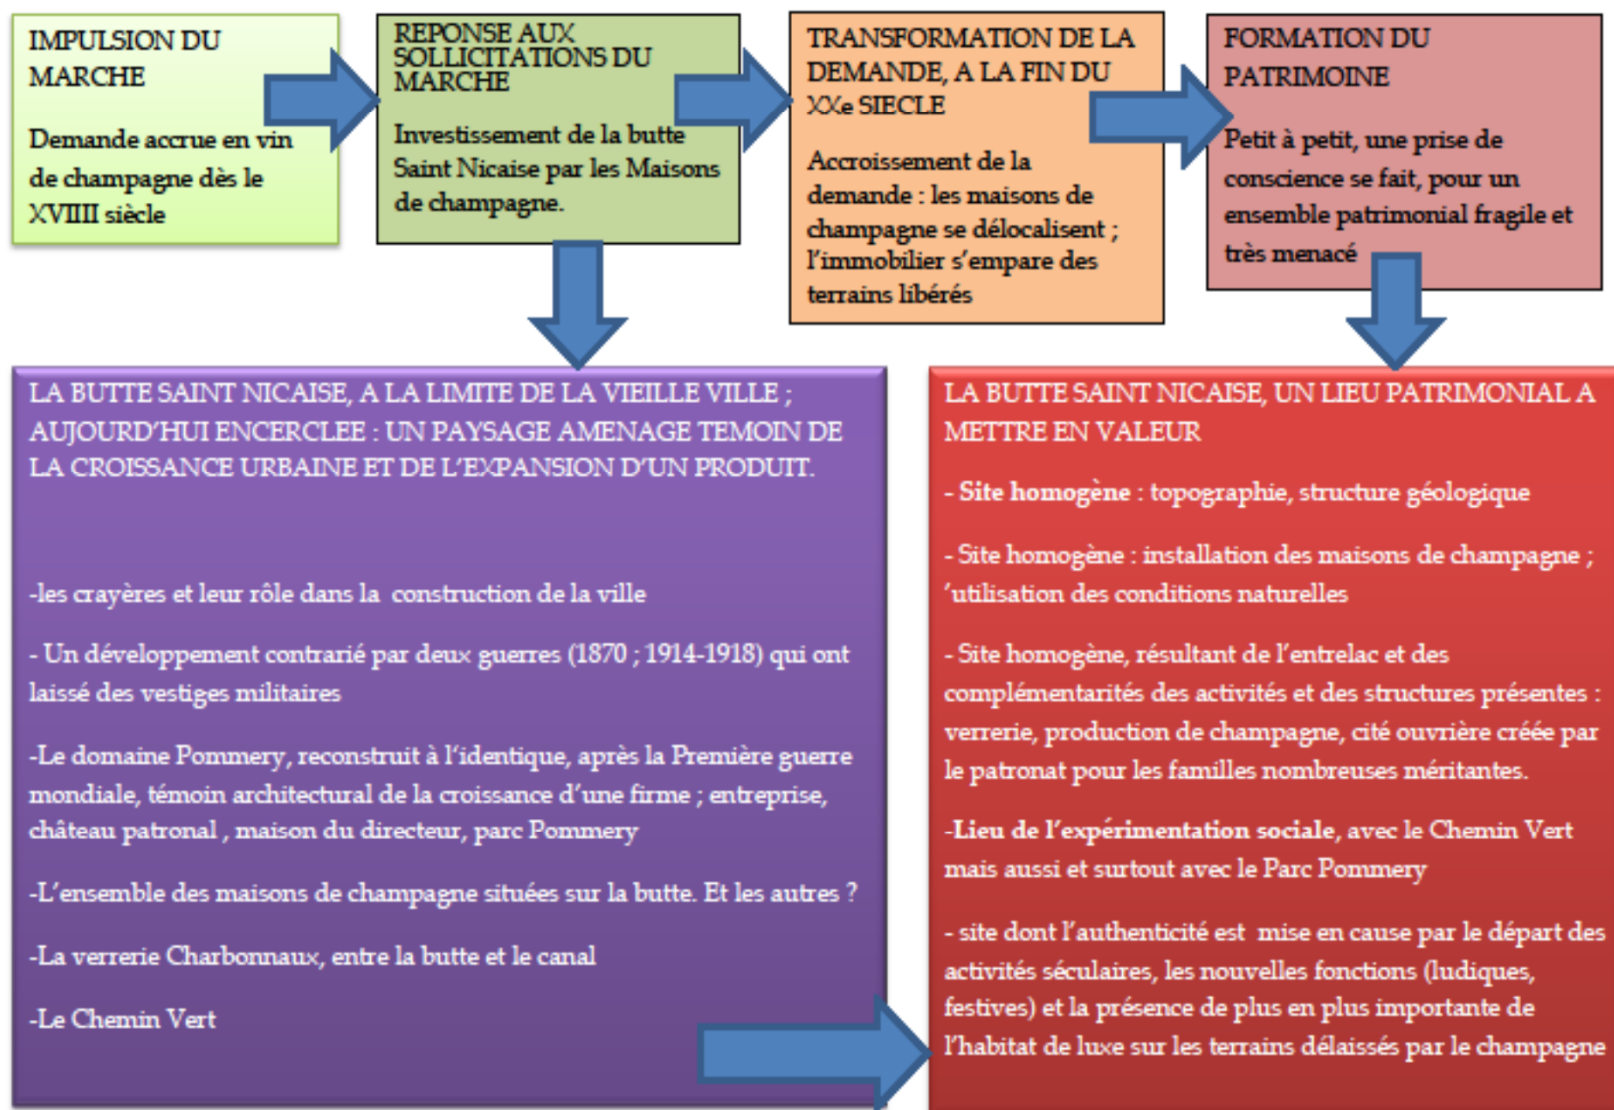 IMPULSION DU
MARCHE
Demande accrue en vin
de champagne dès le
XVIIII siècle
REPONSE AUX
SOLLICITATIONS DU
MARCHE
Investissement de la butte
Saint Nicaise par les Maisons
de champagne.
TRANSFORMATION DE LA
DEMANDE, A LA FIN DU
XXe SIECLE
Accroissement de la
demande : les maisons de
champagne se délocalisent ;
l’immobilier s’empare des
terrains libérés
FORMATION DU
PATRIMOINE
Petit à petit, une prise de
conscience se fait, pour un
ensemble patrimonial fragile et
très menacé
LA BUTTE SAINT NICAISE, A LA LIMITE DE LA VIEILLE VILLE ;
AUJOURD’HUI ENCERCLEE : UN PAYSAGE AMENAGE TEMOIN DE
LA CROISSANCE URBAINE ET DE L’EXPANSION D’UN PRODUIT.
-les crayères et leur rôle dans la construction de la ville
- Un développement contrarié par deux guerres (1870 ; 1914-1918) qui ont
laissé des vestiges militaires
-Le domaine Pommery, reconstruit à l‘identique, après la Première guerre
mondiale, témoin architectural de la croissance d’une firme ; entreprise,
château patronal , maison du directeur, parc Pommery
-L’ensemble des maisons de champagne situées sur la butte. Et les autres ?
-La verrerie Charbonnaux, entre la butte et le canal
-Le Chemin Vert
LA BUTTE SAINT NICAISE, UN LIEU PATRIMONIAL A
METTRE EN VALEUR
- Site homogène : topographie, structure géologique
- Site homogène : installation des maisons de champagne ;
‘utilisation des conditions naturelles
- Site homogène, résultant de l’entrelac et des
complémentarités des activités et des structures présentes :
verrerie, production de champagne, cité ouvrière créée par
le patronat pour les familles nombreuses méritantes.
-Lieu de l’expérimentation sociale, avec le Chemin Vert
mais aussi et surtout avec le Parc Pommery
- site dont l’authenticité est mise en cause par le départ des
activités séculaires, les nouvelles fonctions (ludiques,
festives) et la présence de plus en plus importante de
l’habitat de luxe sur les terrains délaissés par le champagne